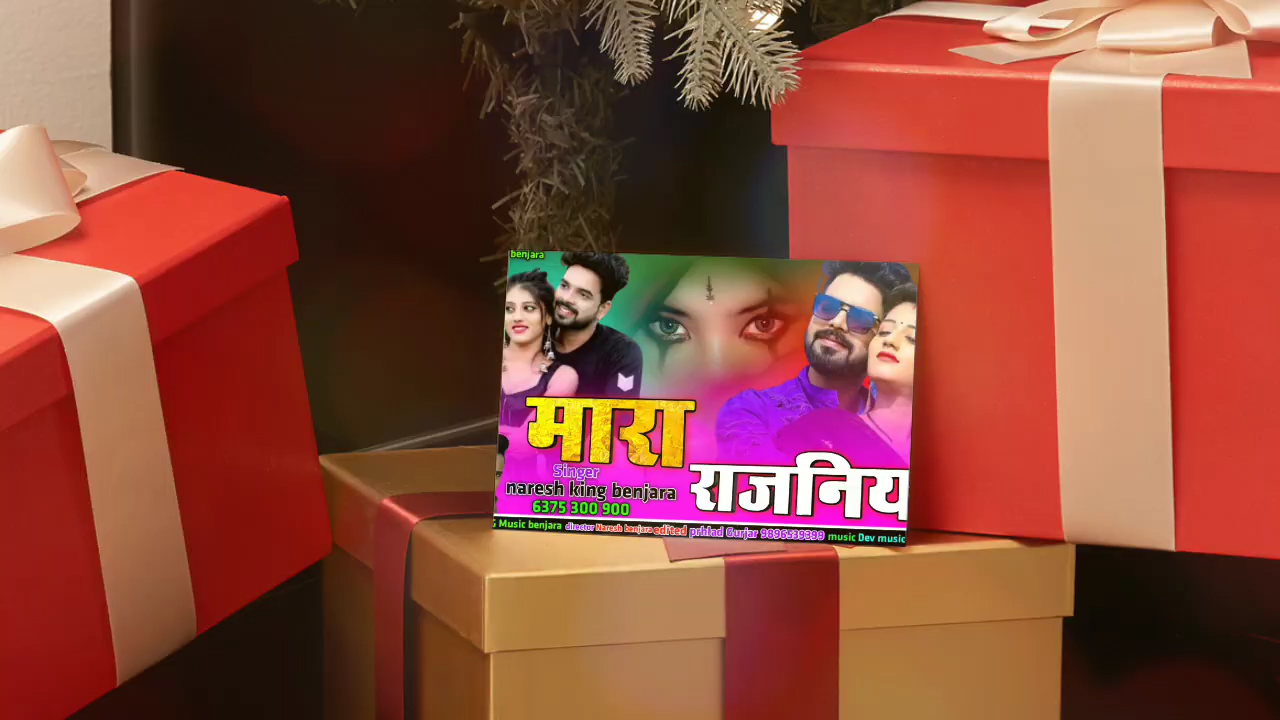 benjara
मारा
Singer
राजनिय
naresh king benjara
6375 300 900
Music benjara director Naresh benjara edited prhlad Gurjar 9896539399 music Dev music